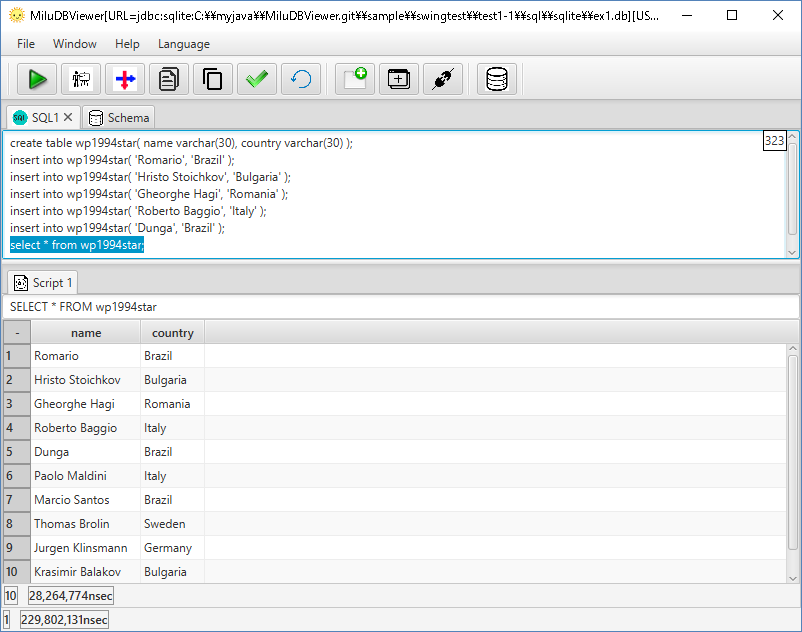 MiluDBViewer[URL=jdbc:sqlite:C:¥¥myjava¥¥MiluDBViewer.git¥¥sample¥¥swingtest¥¥test1-1¥¥sql¥¥sqlite¥¥ex1.db][US...
File Window Help Language
SQL SQL1 Schema
create table wp1994star( name varchar(30), country varchar(30) );
323
insert into wp1994star( 'Romario', 'Brazil' );
insert into wp1994star( 'Hristo Stoichkov', 'Bulgaria' );
insert into wp1994star( 'Gheorghe Hagi', 'Romania' );
insert into wp1994star( 'Roberto Baggio', 'Italy' );
insert into wp1994star( 'Dunga', 'Brazil' );
select * from wp1994star;
Script 1
SELECT * FROM wp1994star
- name country
1 Romario Brazil
2 Hristo Stoichkov Bulgaria
3 Gheorghe Hagi Romania
4 Roberto Baggio Italy
5 Dunga Brazil
6 Paolo Maldini Italy
7 Marcio Santos Brazil
8 Thomas Brolin Sweden
9 Jurgen Klinsmann Germany
10 Krasimir Balakov Bulgaria
10 28,264,774nsec
1 229,802,131nsec